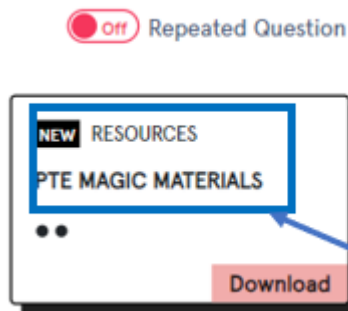 Off Repeated Question
NEW RESOURCES
PTE MAGIC MATERIALS
Download